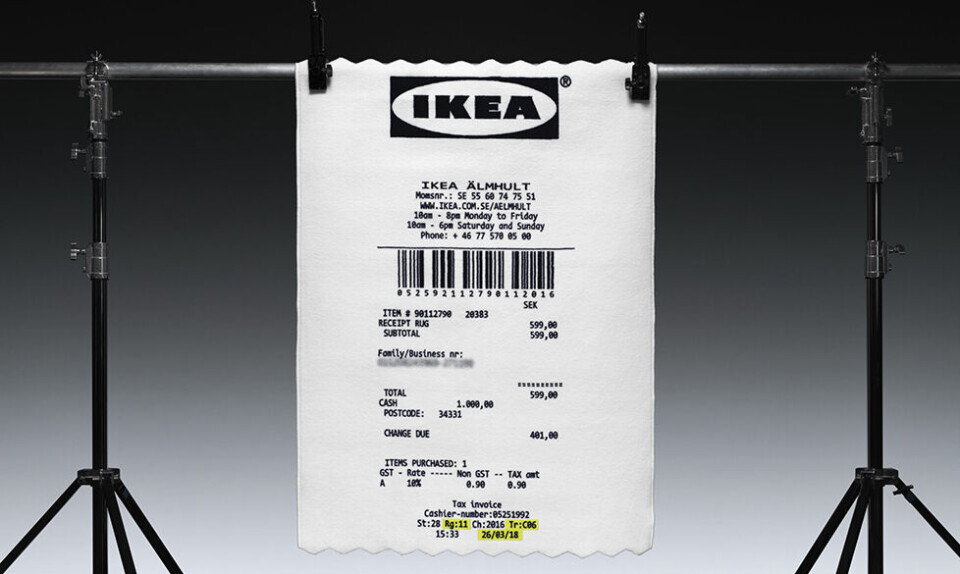 IKEA®
IKEA ÄLMHULT
Momsnr.: SE 55 60 74 75 51
WWW.IKEA.COM.SE/AELMHULT
10am - 8pm Monday to Friday
10am - 6pm Saturday and Sunday
Phone: + 46 77 570 05 00
052592112790112016
SEK
ITEM # 90112790 20383
RECEIPT RUG 599,00
SUBTOTAL 599,00
Family/Business nr:
==========
TOTAL 599,00
CASH 1.000,00
POSTCODE: 34331
CHANGE DUE 401,00
ITEMS PURCHASED: 1
GST - Rate ----- Non GST -- TAX amt
A 10% 0.90 0.90
Tax invoice
Cashier-number:05251992
St:28 Rg:11 Ch:2016 Tr:C06
15:33 26/03/18